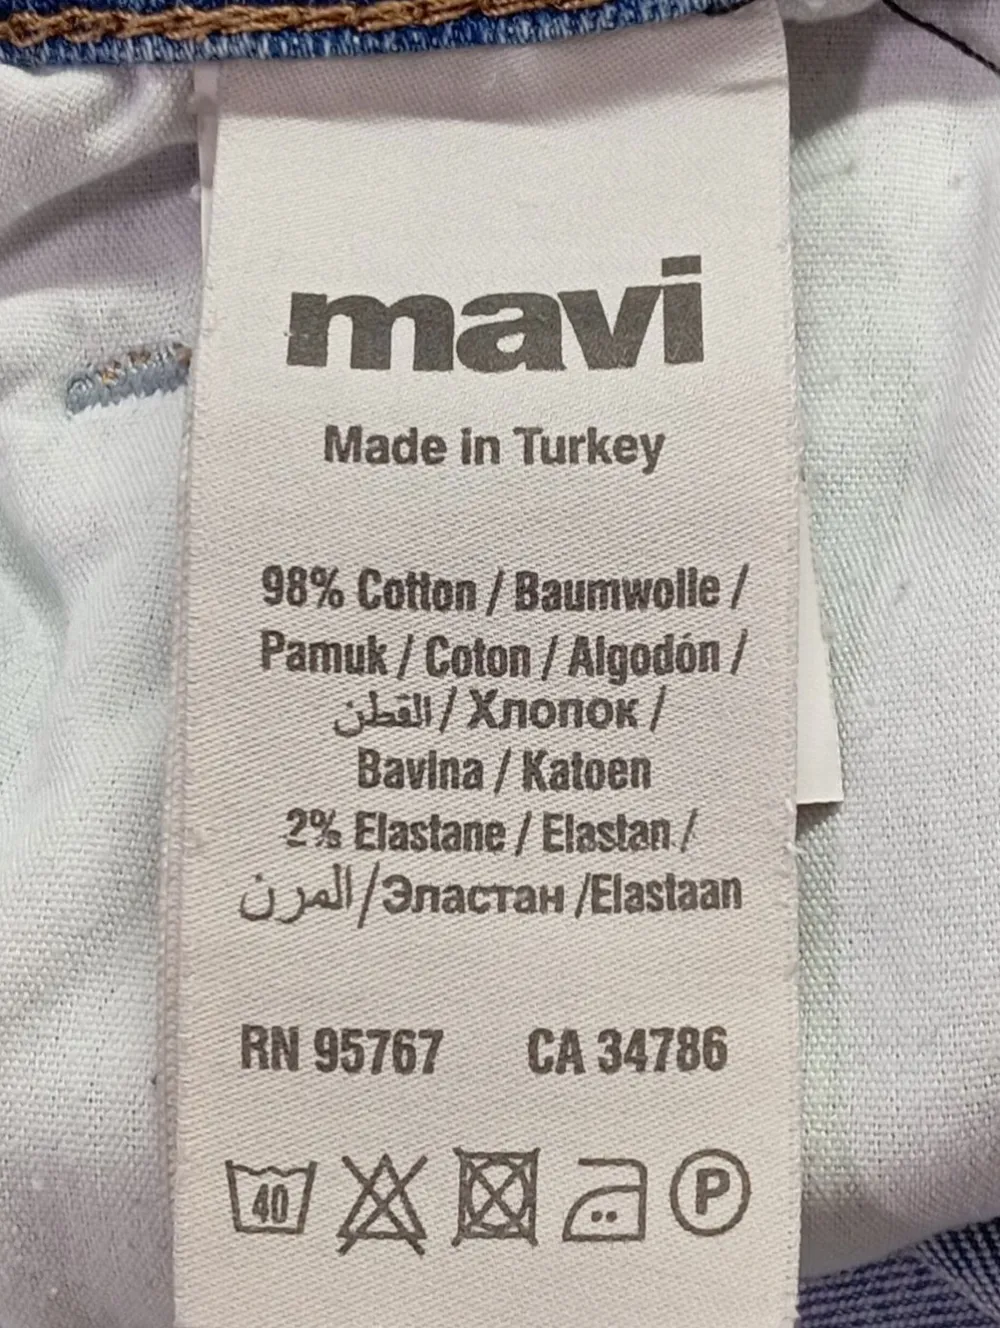 mavi
Made in Turkey
98% Cotton / Baumwolle /
Pamuk / Coton / Algodón /
القطن / Хлопок /
Bavlna / Katoen
2% Elastane / Elastan /
المرن /Эластан /Elastaan
RN 95767 CA 34786
40 P